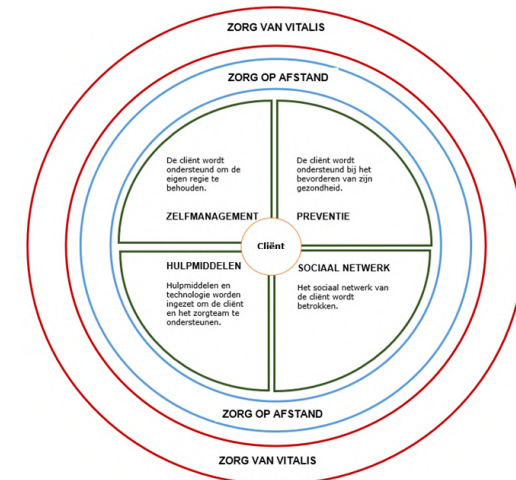 ZORG VAN VITALIS
ZORG OP AFSTAND
De cliënt wordt
ondersteund om de
eigen regie te
behouden.
ZELFMANAGEMENT
De cliënt wordt
ondersteund bij het
bevorderen van zijn
gezondheid.
PREVENTIE
Cliënt
HULPMIDDELEN
Hulpmiddelen en
technologie worden
ingezet om de cliënt
en het zorgteam te
ondersteunen.
SOCIAAL NETWERK
Het sociaal netwerk van
de cliënt wordt
betrokken.
ZORG OP AFSTAND
ZORG VAN VITALIS